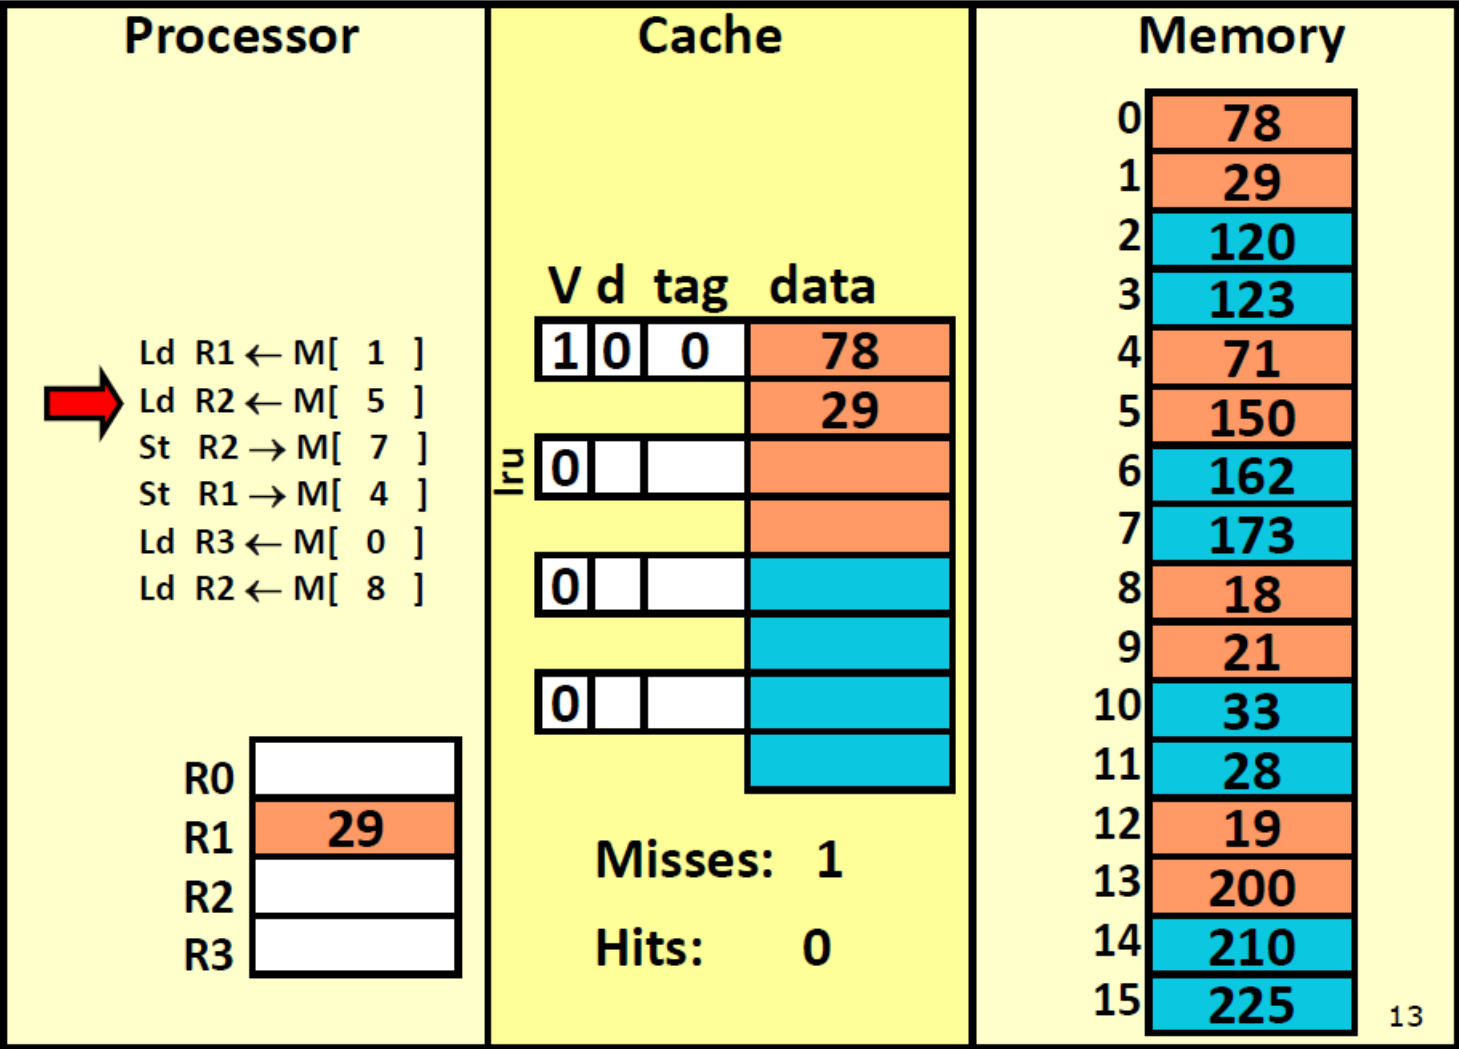 Processor
Ld R1 ← M[ 1 ]
Ld R2 ← M[ 5 ]
St R2 → M[ 7 ]
St R1 → M[ 4 ]
Ld R3 ← M[ 0 ]
Ld R2 ← M[ 8 ]
R0
R1 29
R2
R3
Cache
V d tag data
1 0 0 78
29
lru 0
0
0
Misses: 1
Hits: 0
Memory
0 78
1 29
2 120
3 123
4 71
5 150
6 162
7 173
8 18
9 21
10 33
11 28
12 19
13 200
14 210
15 225
13